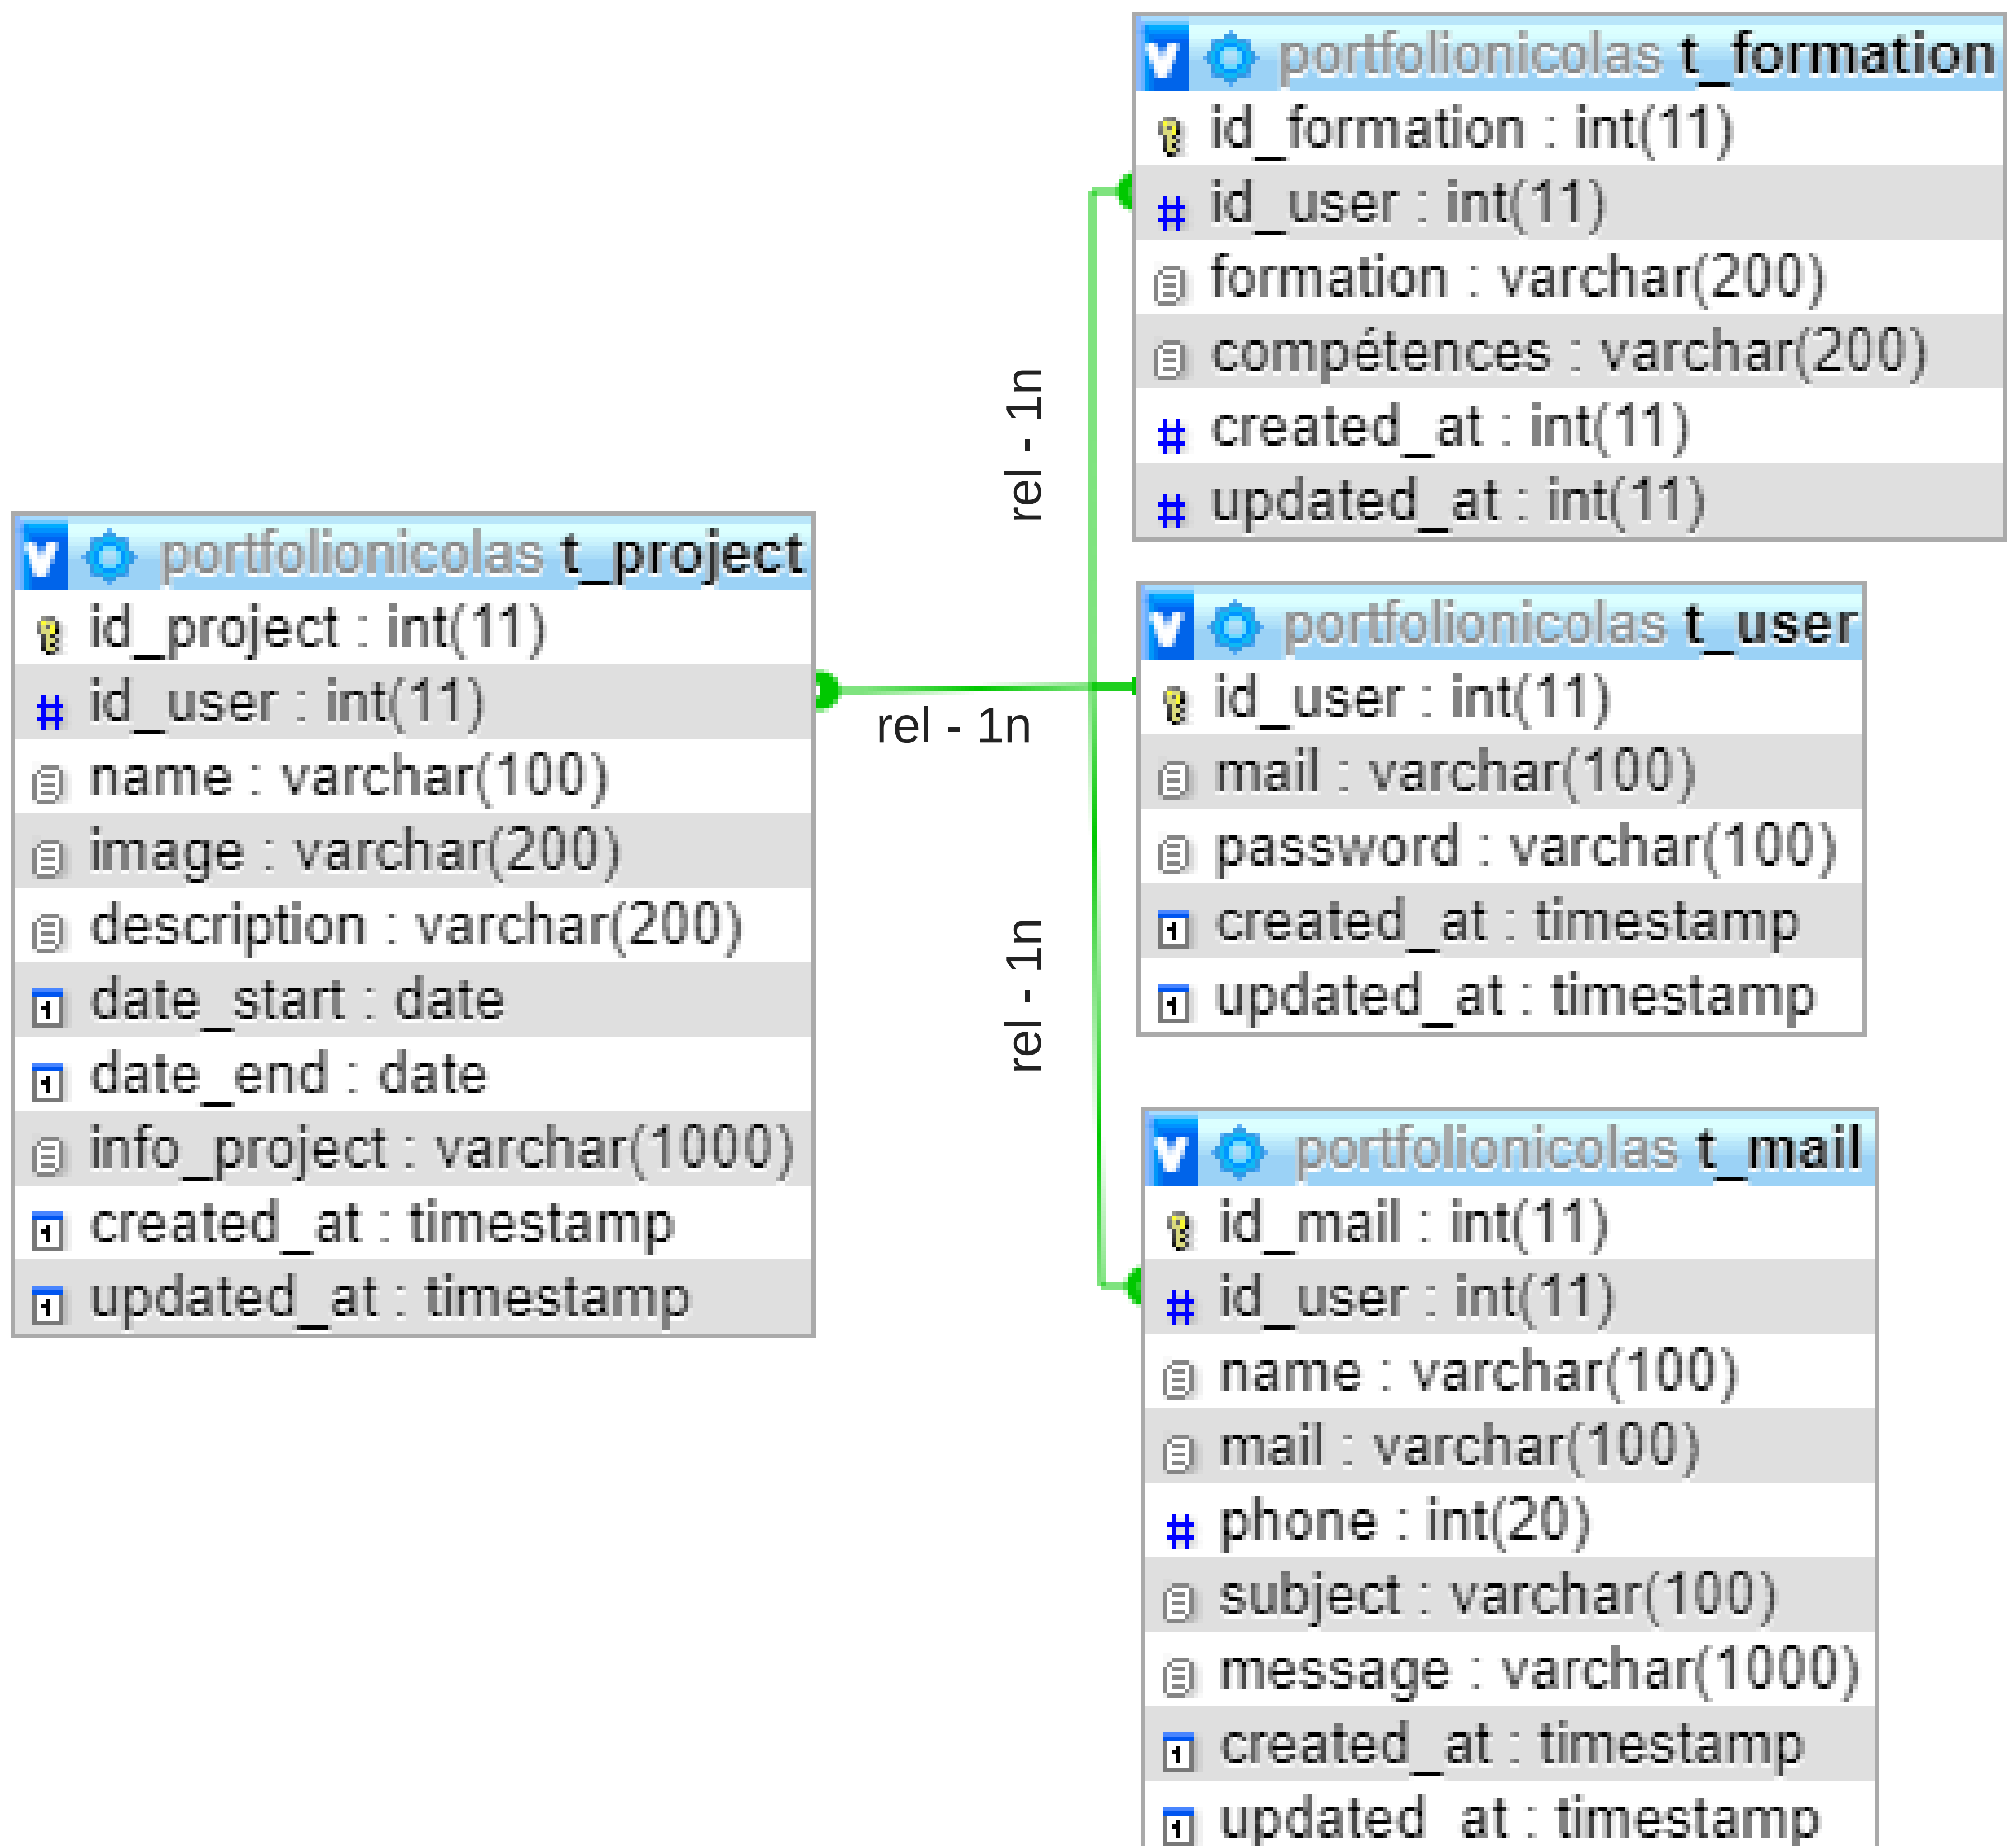 portfolionicolas t_formation
id_formation : int(11)
id_user : int(11)
formation : varchar(200)
compétences : varchar(200)
created_at : int(11)
updated_at : int(11)
rel - 1n
portfolionicolas t_project
id_project : int(11)
id_user : int(11)
name : varchar(100)
image : varchar(200)
description : varchar(200)
date_start : date
date_end : date
info_project : varchar(1000)
created_at : timestamp
updated_at : timestamp
rel - 1n
portfolionicolas t_user
id_user : int(11)
mail : varchar(100)
password : varchar(100)
created_at : timestamp
updated_at : timestamp
rel - 1n
portfolionicolas t_mail
id_mail : int(11)
id_user : int(11)
name : varchar(100)
mail : varchar(100)
phone : int(20)
subject : varchar(100)
message : varchar(1000)
created_at : timestamp
updated_at : timestamp